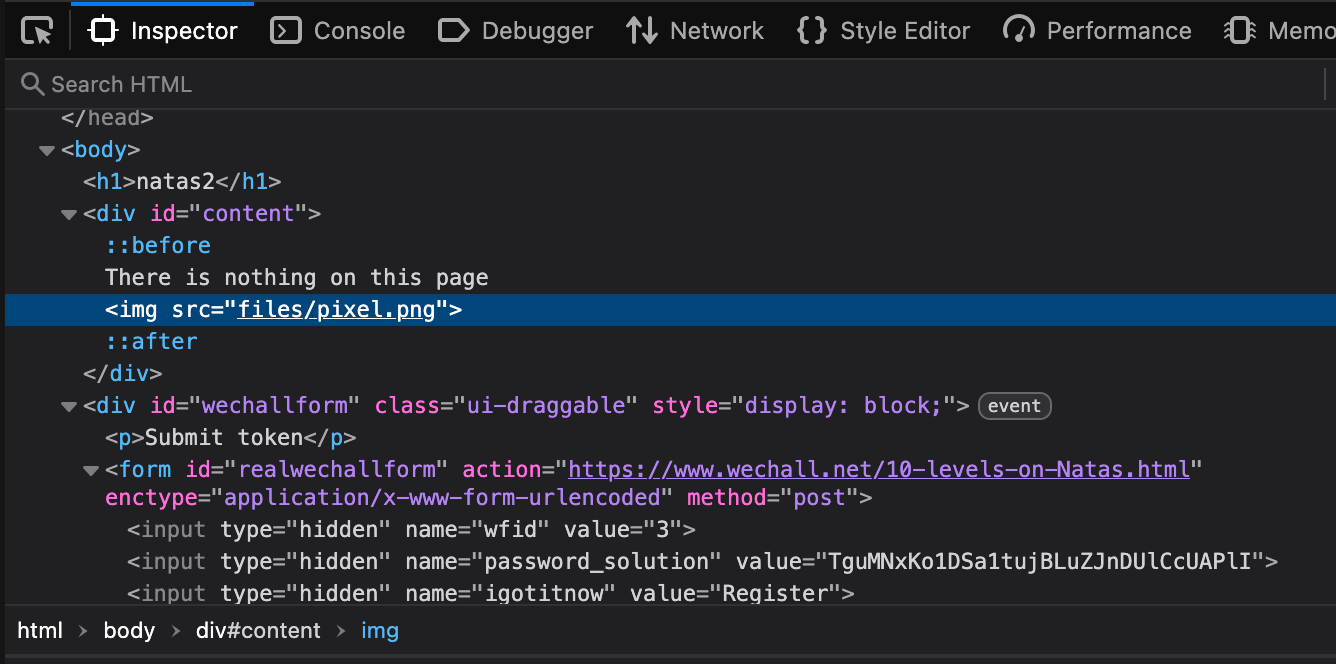 Inspector Console Debugger Network Style Editor Performance Memo
Search HTML
</head>
<body>
<h1>natas2</h1>
<div id="content">
::before
There is nothing on this page
<img src="files/pixel.png">
::after
</div>
<div id="wechallform" class="ui-draggable" style="display: block;"> event
<p>Submit token</p>
<form id="realwechallform" action="https://www.wechall.net/10-levels-on-Natas.html"
enctype="application/x-www-form-urlencoded" method="post">
<input type="hidden" name="wfid" value="3">
<input type="hidden" name="password_solution" value="TguMNxKo1DSa1tujBLuZJnDUlCcUAPlI">
<input type="hidden" name="igotitnow" value="Register">
html > body > div#content > img